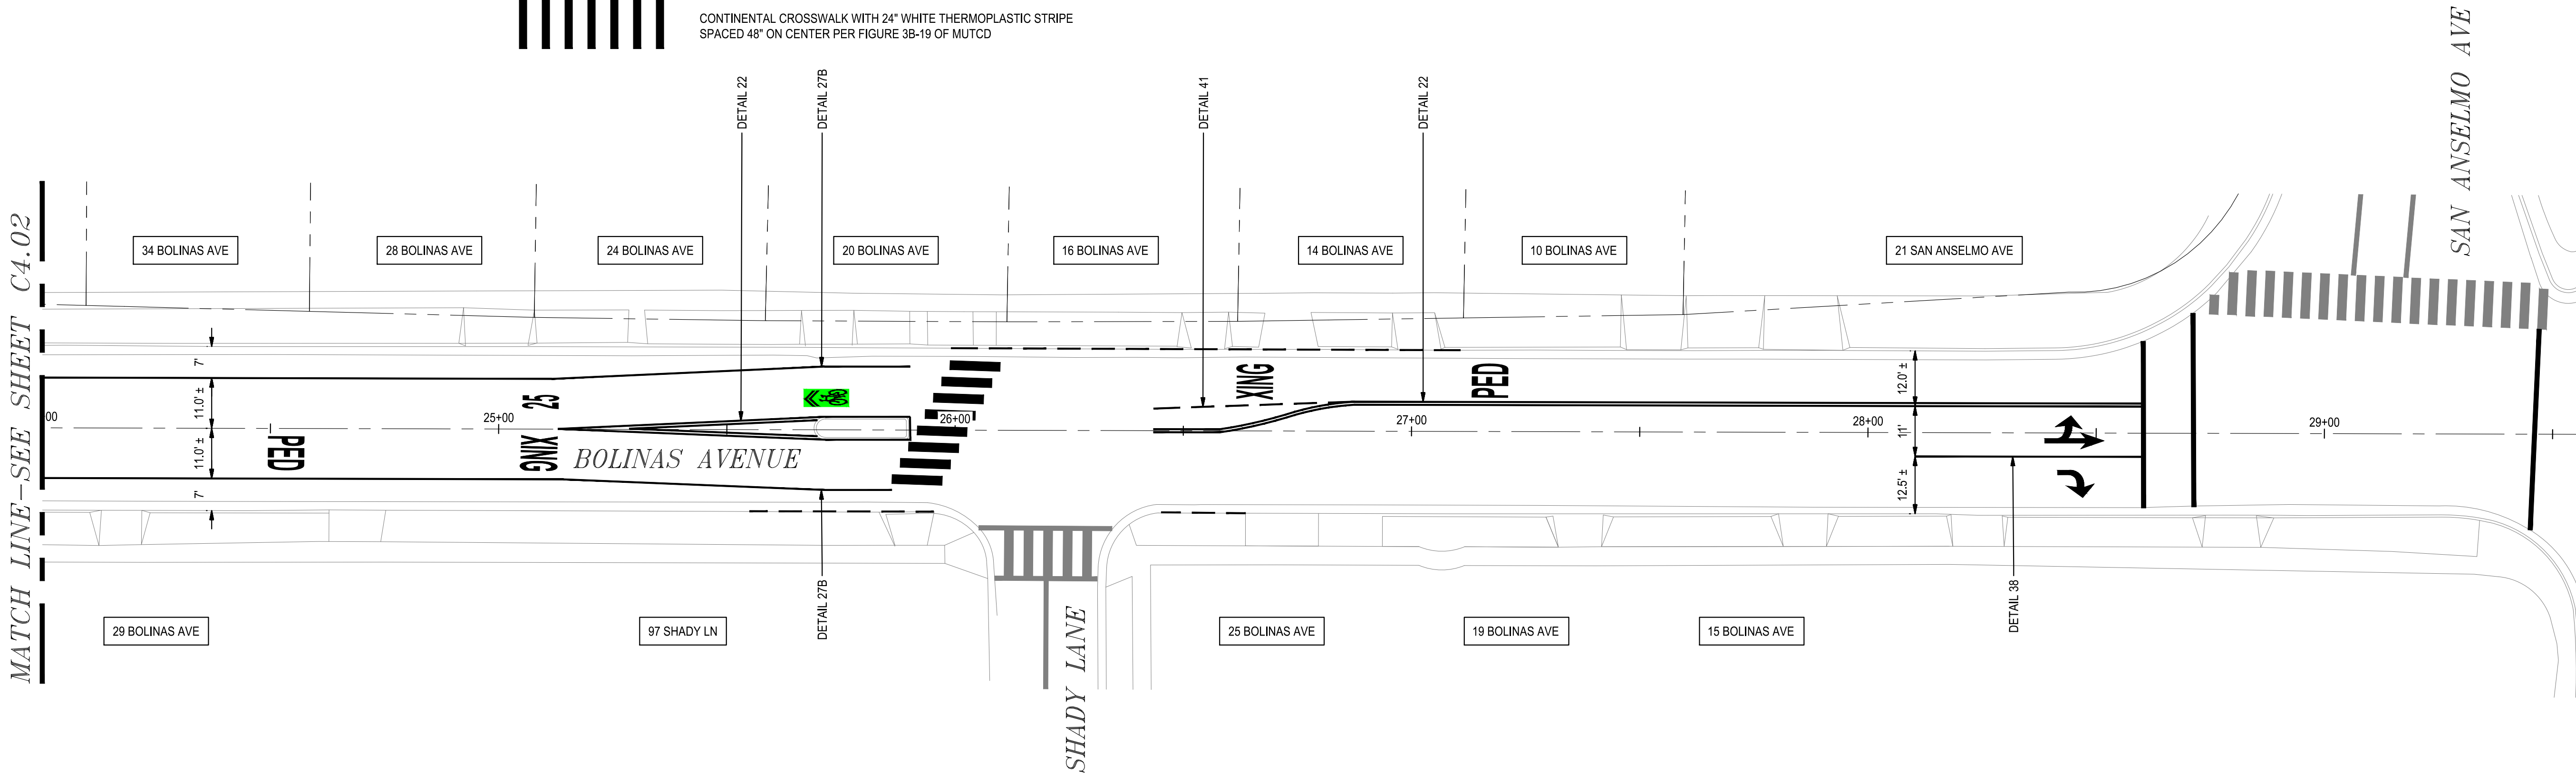 CONTINENTAL CROSSWALK WITH 24" WHITE THERMOPLASTIC STRIPE
SPACED 48" ON CENTER PER FIGURE 3B-19 OF MUTCD
SAN ANSELMO AVE
DETAIL 22
DETAIL 27B
DETAIL 41
DETAIL 22
MATCH LINE-SEE SHEET C4.02
34 BOLINAS AVE
28 BOLINAS AVE
24 BOLINAS AVE
20 BOLINAS AVE
16 BOLINAS AVE
14 BOLINAS AVE
10 BOLINAS AVE
21 SAN ANSELMO AVE
7'
11.0' ±
11.0' ±
7'
00
25+00
26+00
27+00
28+00
29+00
25
XING
PED
XING
PED
12.0' ±
11'
12.5' ±
BOLINAS AVENUE
DETAIL 27B
DETAIL 38
29 BOLINAS AVE
97 SHADY LN
SHADY LANE
25 BOLINAS AVE
19 BOLINAS AVE
15 BOLINAS AVE